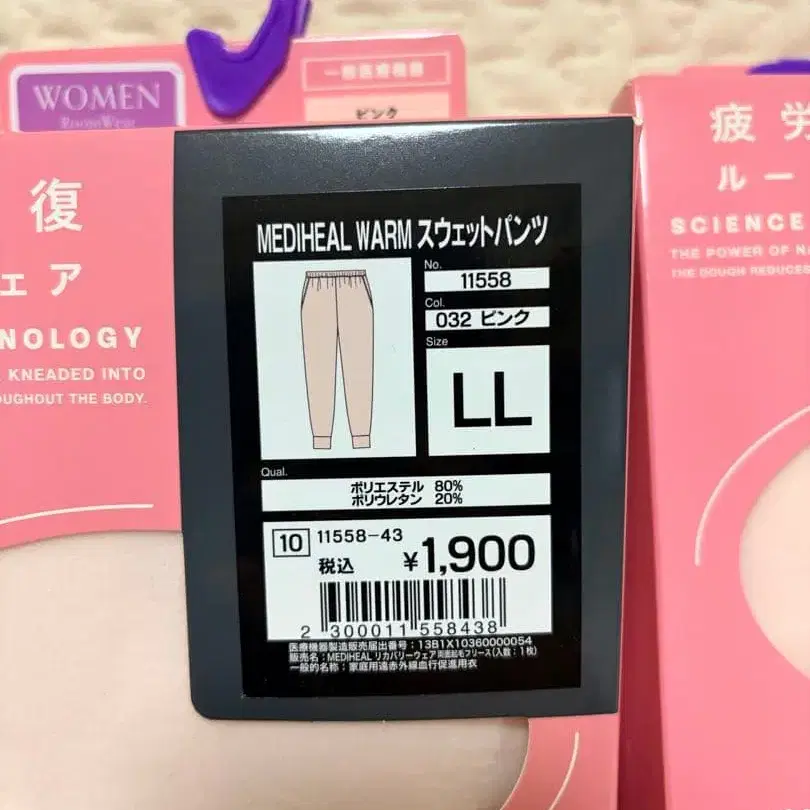 WOMEN
一般医療機器
ピンク
復
ェア
NOLOGY
KNEADED INTO
OUGHOUT THE BODY.
MEDIHEAL WARM スウェットパンツ
No.
11558
Col.
032 ピンク
Size
LL
Qual.
ポリエステル 80%
ポリウレタン 20%
10 11558-43
税込 ¥1,900
2 300011 558438
医療機器製造販売届出番号:13B1X10360000054
販売名:MEDIHEAL リカバリーウェア両面起毛フリース(入数:1枚)
一般的名称:家庭用遠赤外線血行促進用衣
疲労
ルー
SCIENCE
THE POWER OF N
THE DOUGH REDUCES